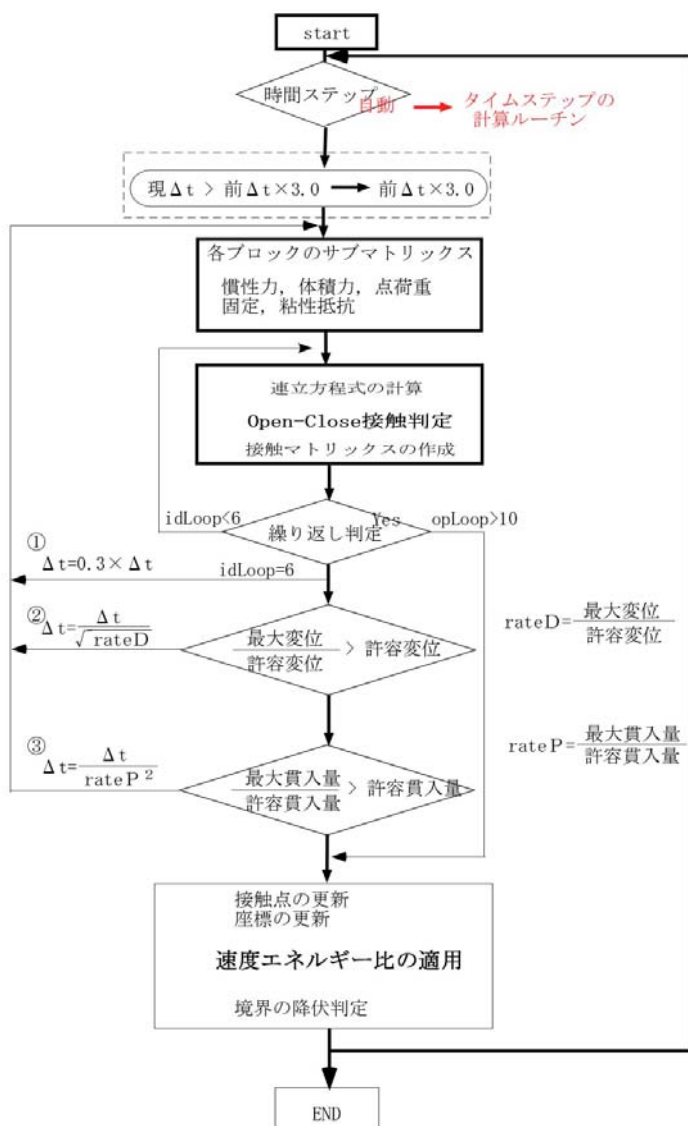 start
時間ステップ
自動
タイムステップの
計算ルーチン
現Δt > 前Δt×3.0
前Δt×3.0
各ブロックのサブマトリックス
慣性力, 体積力, 点荷重
固定, 粘性抵抗
連立方程式の計算
Open-Close接触判定
接触マトリックスの作成
idLoop<6
繰り返し判定
Yes
opLoop>10
①
Δt=0.3×Δt
idLoop=6
②
Δt=Δt/√rateD
最大変位/許容変位 > 許容変位
rateD=最大変位/許容変位
③
Δt=Δt/rateP²
最大貫入量/許容貫入量 > 許容貫入量
rateP=最大貫入量/許容貫入量
接触点の更新
座標の更新
速度エネルギー比の適用
境界の降伏判定
END